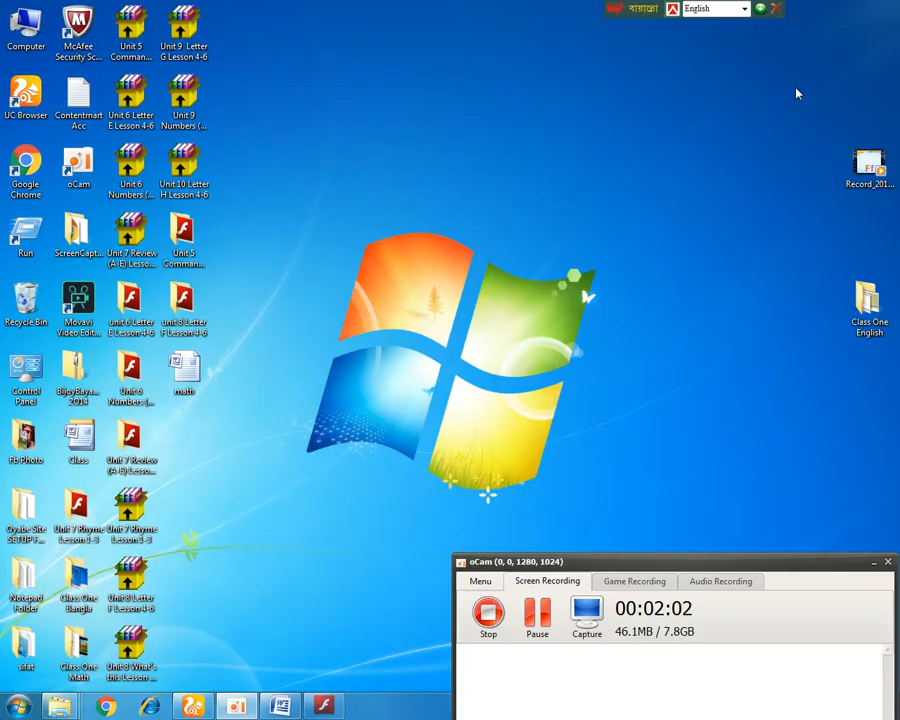 বায়ান্নো
English
Computer
McAfee
Security Sc...
Unit 5
Comman...
Unit 9 Letter
G Lesson 4-6
UC Browser
Contentmart
Acc
Unit 6 Letter
E Lesson 4-6
Unit 9
Numbers (...
Google
Chrome
oCam
Unit 6
Numbers (...
Unit 10 Letter
H Lesson 4-6
Record_201...
Ff
Run
ScreenCapt...
Unit 7 Review
(A-E) Lesso...
Unit 5
Comman...
Recycle Bin
Movavi
Video Edit...
unit 6 Letter
E Lesson 4-6
unit 8 Letter
F Lesson 4-6
Class One
English
Control
Panel
BijoyBaya...
2014
Unit 6
Numbers (...
math
Fb Photo
Class
Unit 7 Review
(A-E) Lesso...
Oyabe Site
SETUP F...
Unit 7 Rhyme
Lesson 1-3
Unit 7 Rhyme
Lesson 1-3
Notepad
Folder
Class One
Bangla
Unit 8 Letter
F Lesson 4-6
sifat
Class One
Math
Unit 8 What's
this Lesson ...
oCam (0, 0, 1280, 1024)
Menu
Screen Recording
Game Recording
Audio Recording
Stop
Pause
Capture
00:02:02
46.1MB / 7.8GB